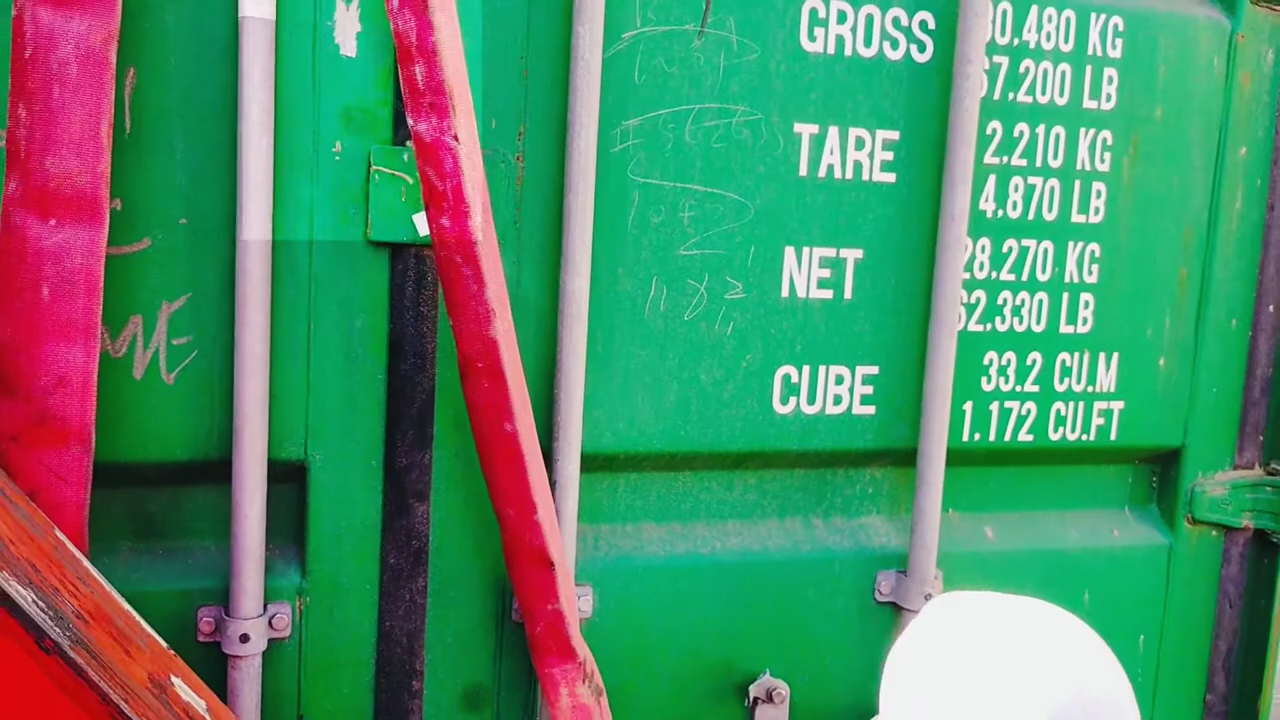 GROSS 30,480 KG
67,200 LB
TARE 2,210 KG
4,870 LB
NET 28,270 KG
62,330 LB
CUBE 33.2 CU.M
1,172 CU.FT